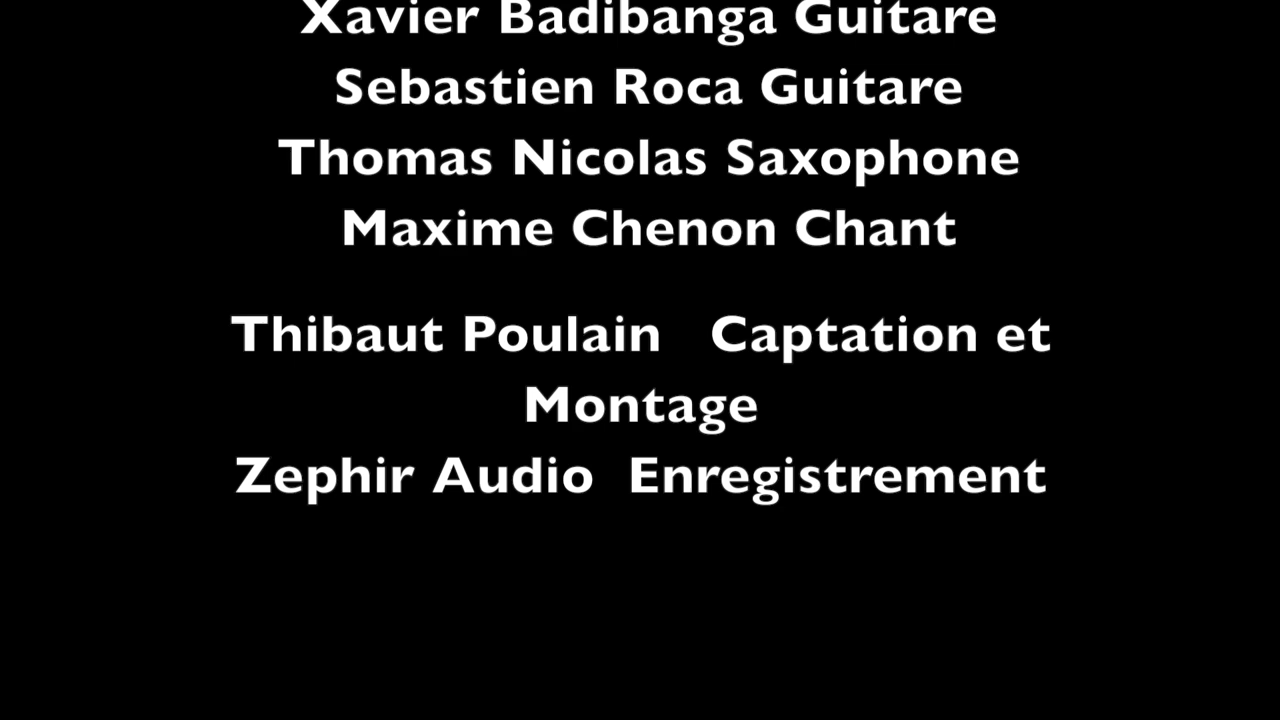 Xavier Badibanga Guitare
Sebastien Roca Guitare
Thomas Nicolas Saxophone
Maxime Chenon Chant
Thibaut Poulain   Captation et
Montage
Zephir Audio  Enregistrement